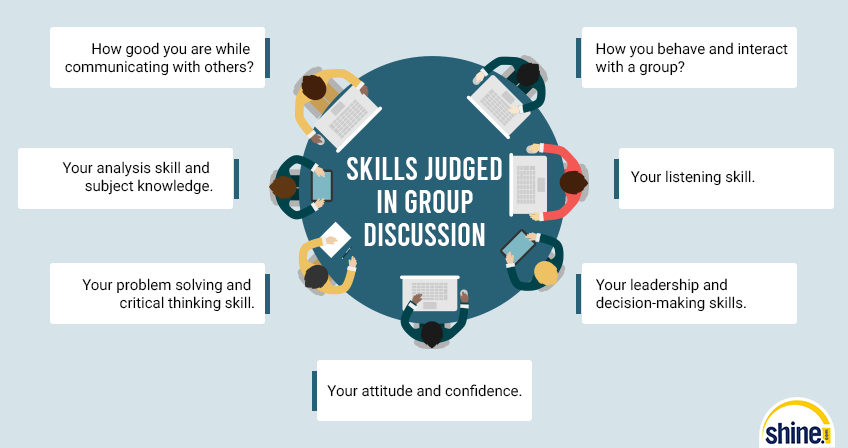 How good you are while
communicating with others?
How you behave and interact
with a group?
Your analysis skill and
subject knowledge.
SKILLS JUDGED
IN GROUP
DISCUSSION
Your listening skill.
Your problem solving and
critical thinking skill.
Your leadership and
decision-making skills.
Your attitude and confidence.
shine.com